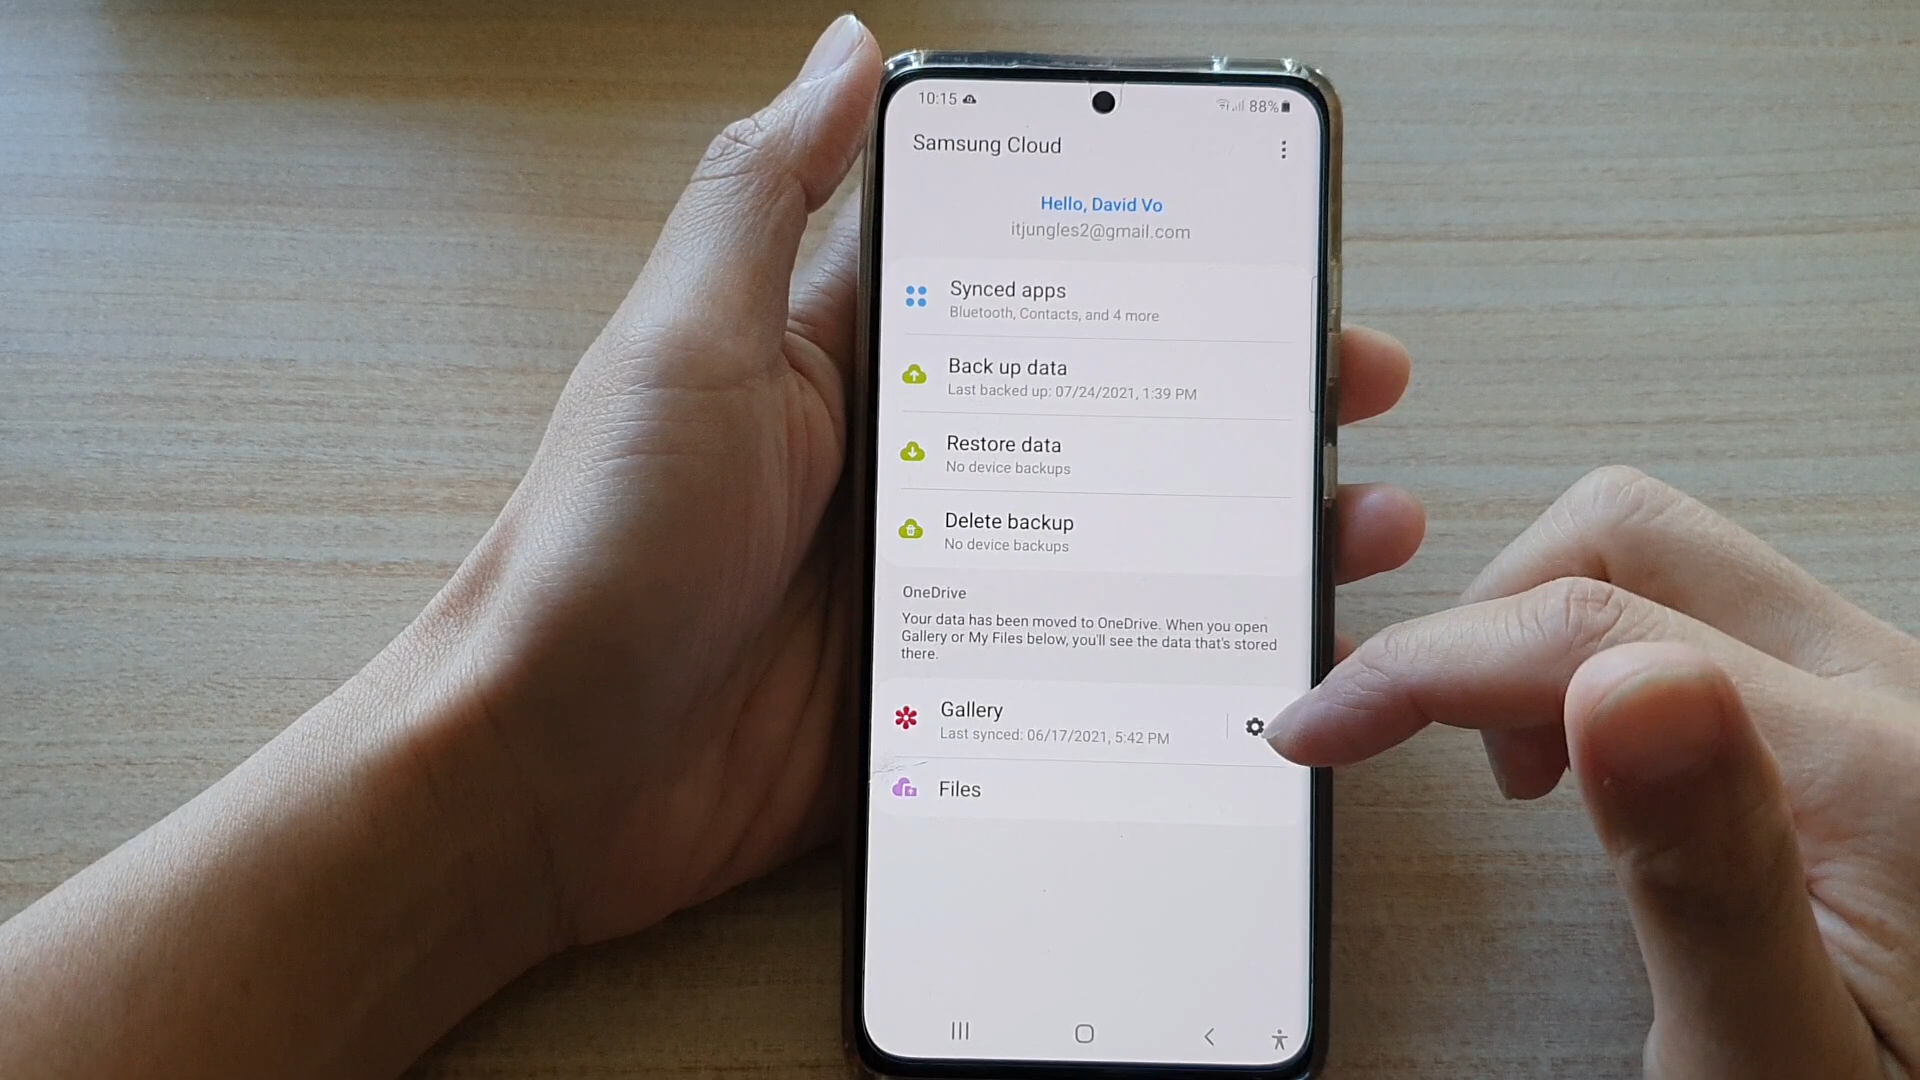 10:15
88%
Samsung Cloud
Hello, David Vo
itjungles2@gmail.com
Synced apps
Bluetooth, Contacts, and 4 more
Back up data
Last backed up: 07/24/2021, 1:39 PM
Restore data
No device backups
Delete backup
No device backups
OneDrive
Your data has been moved to OneDrive. When you open
Gallery or My Files below, you'll see the data that's stored
there.
Gallery
Last synced: 06/17/2021, 5:42 PM
Files